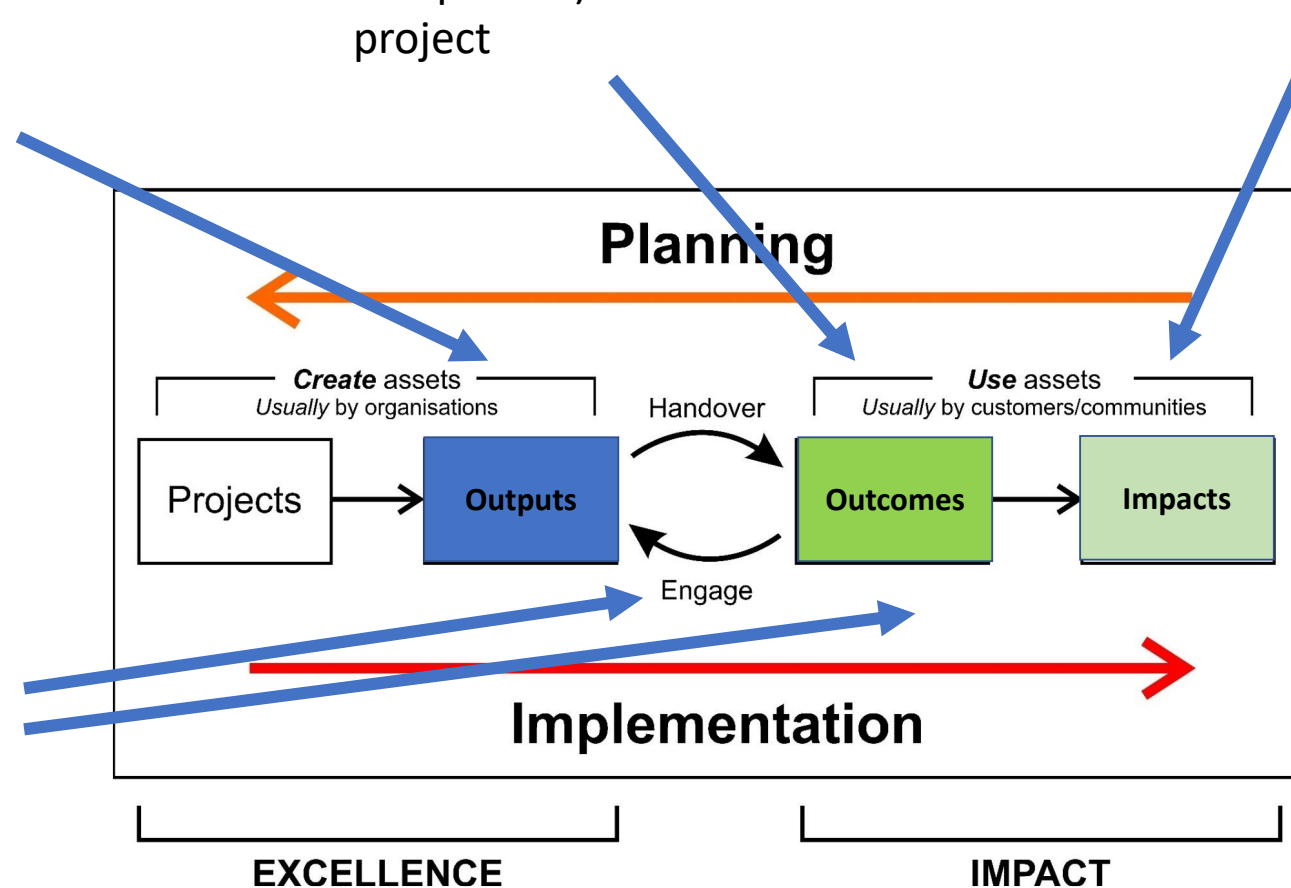 project
Planning
Create assets
Usually by organisations
Use assets
Usually by customers/communities
Handover
Projects
Outputs
Outcomes
Impacts
Engage
Implementation
EXCELLENCE
IMPACT